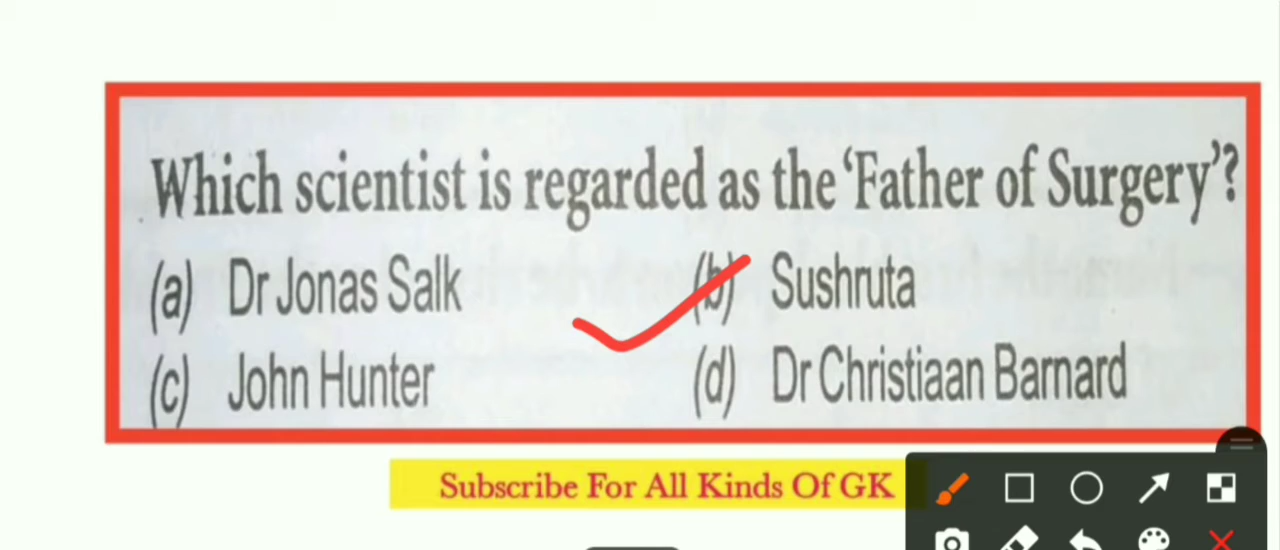 Which scientist is regarded as the ‘Father of Surgery’?
(a) Dr Jonas Salk (b) Sushruta
(c) John Hunter (d) Dr Christiaan Barnard
Subscribe For All Kinds Of GK